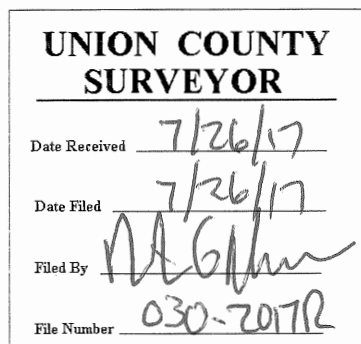 UNION COUNTY
SURVEYOR
Date Received 7/26/17
Date Filed 7/26/17
Filed By
File Number 030-2017R